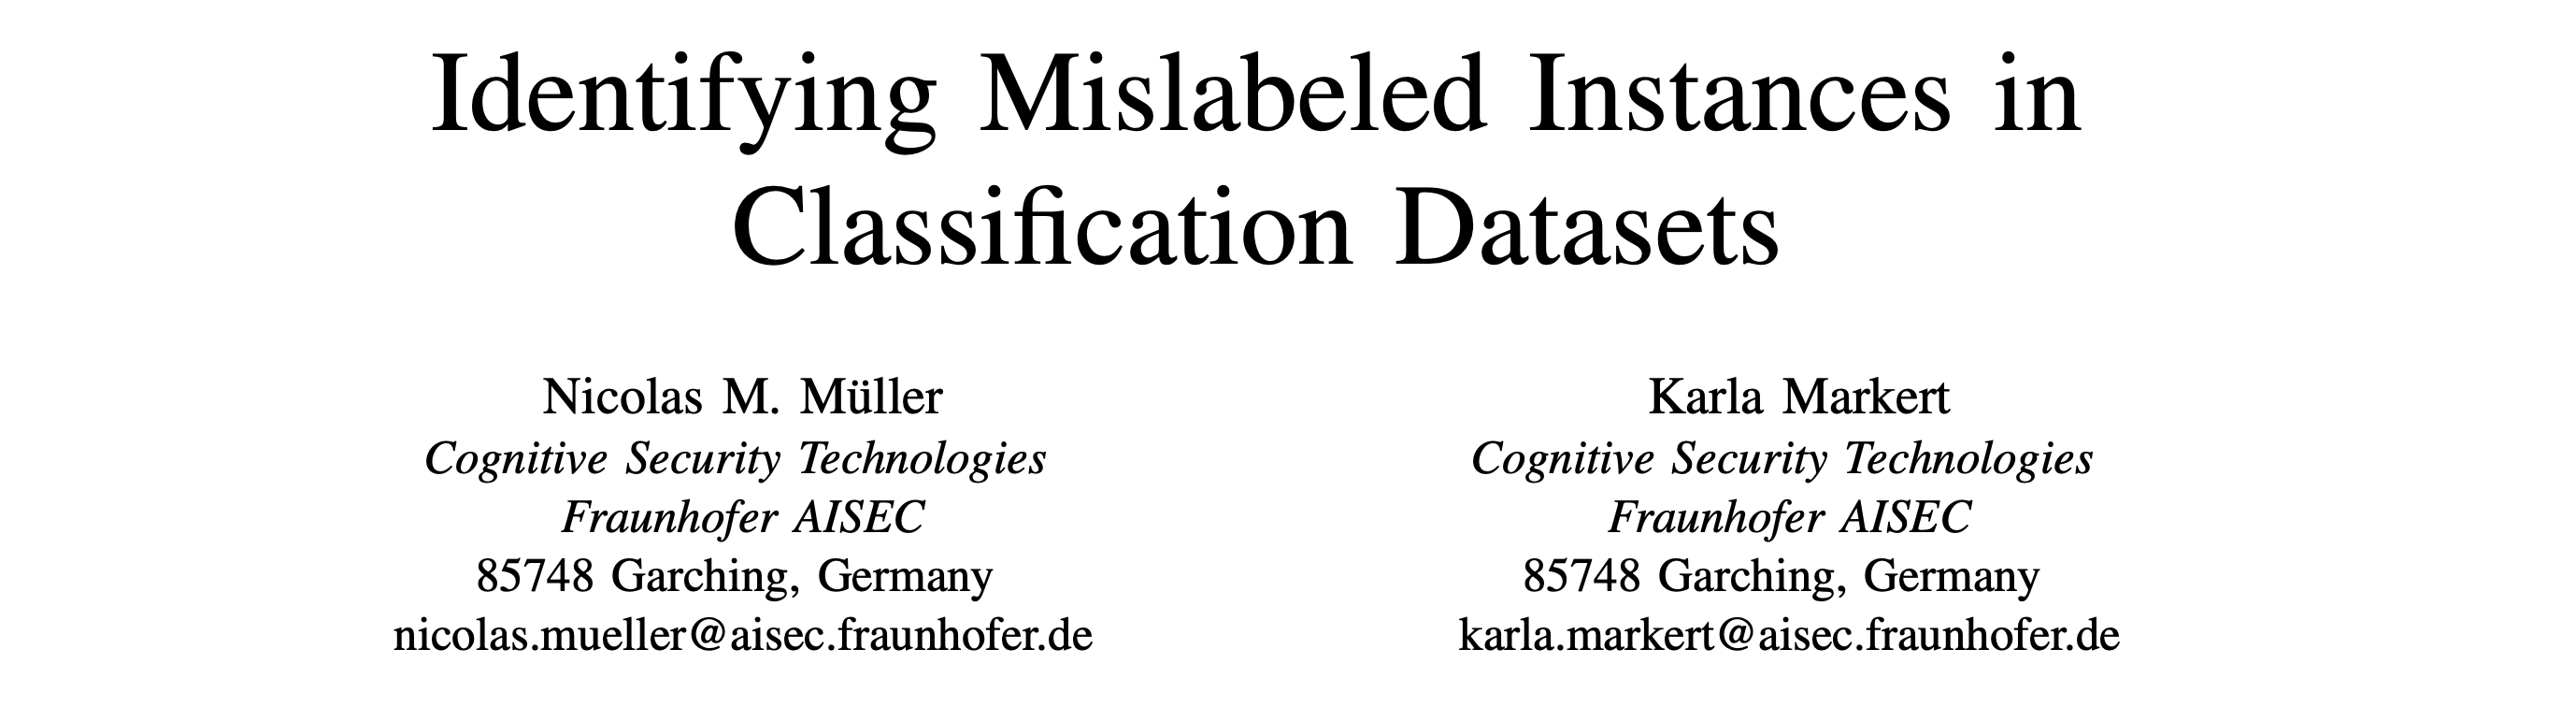 Identifying Mislabeled Instances in
Classification Datasets
Nicolas M. Müller
Cognitive Security Technologies
Fraunhofer AISEC
85748 Garching, Germany
nicolas.mueller@aisec.fraunhofer.de
Karla Markert
Cognitive Security Technologies
Fraunhofer AISEC
85748 Garching, Germany
karla.markert@aisec.fraunhofer.de